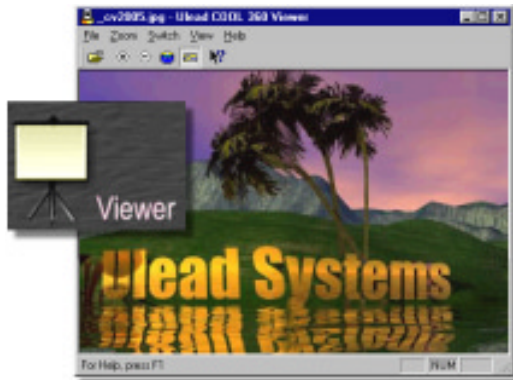 _cv2005.jpg - Ulead COOL 360 Viewer
File Zoom Switch View Help
Viewer
Ulead Systems
For Help, press F1
NUM